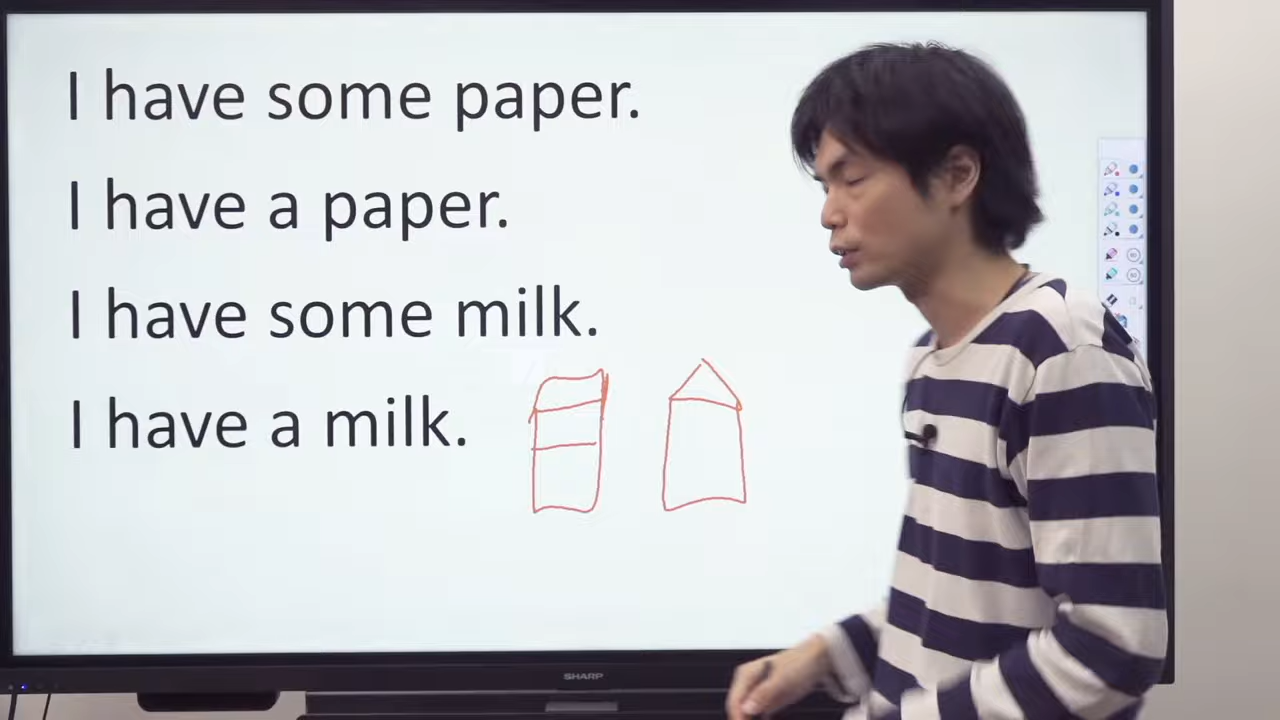 I have some paper.
I have a paper.
I have some milk.
I have a milk.
SHARP